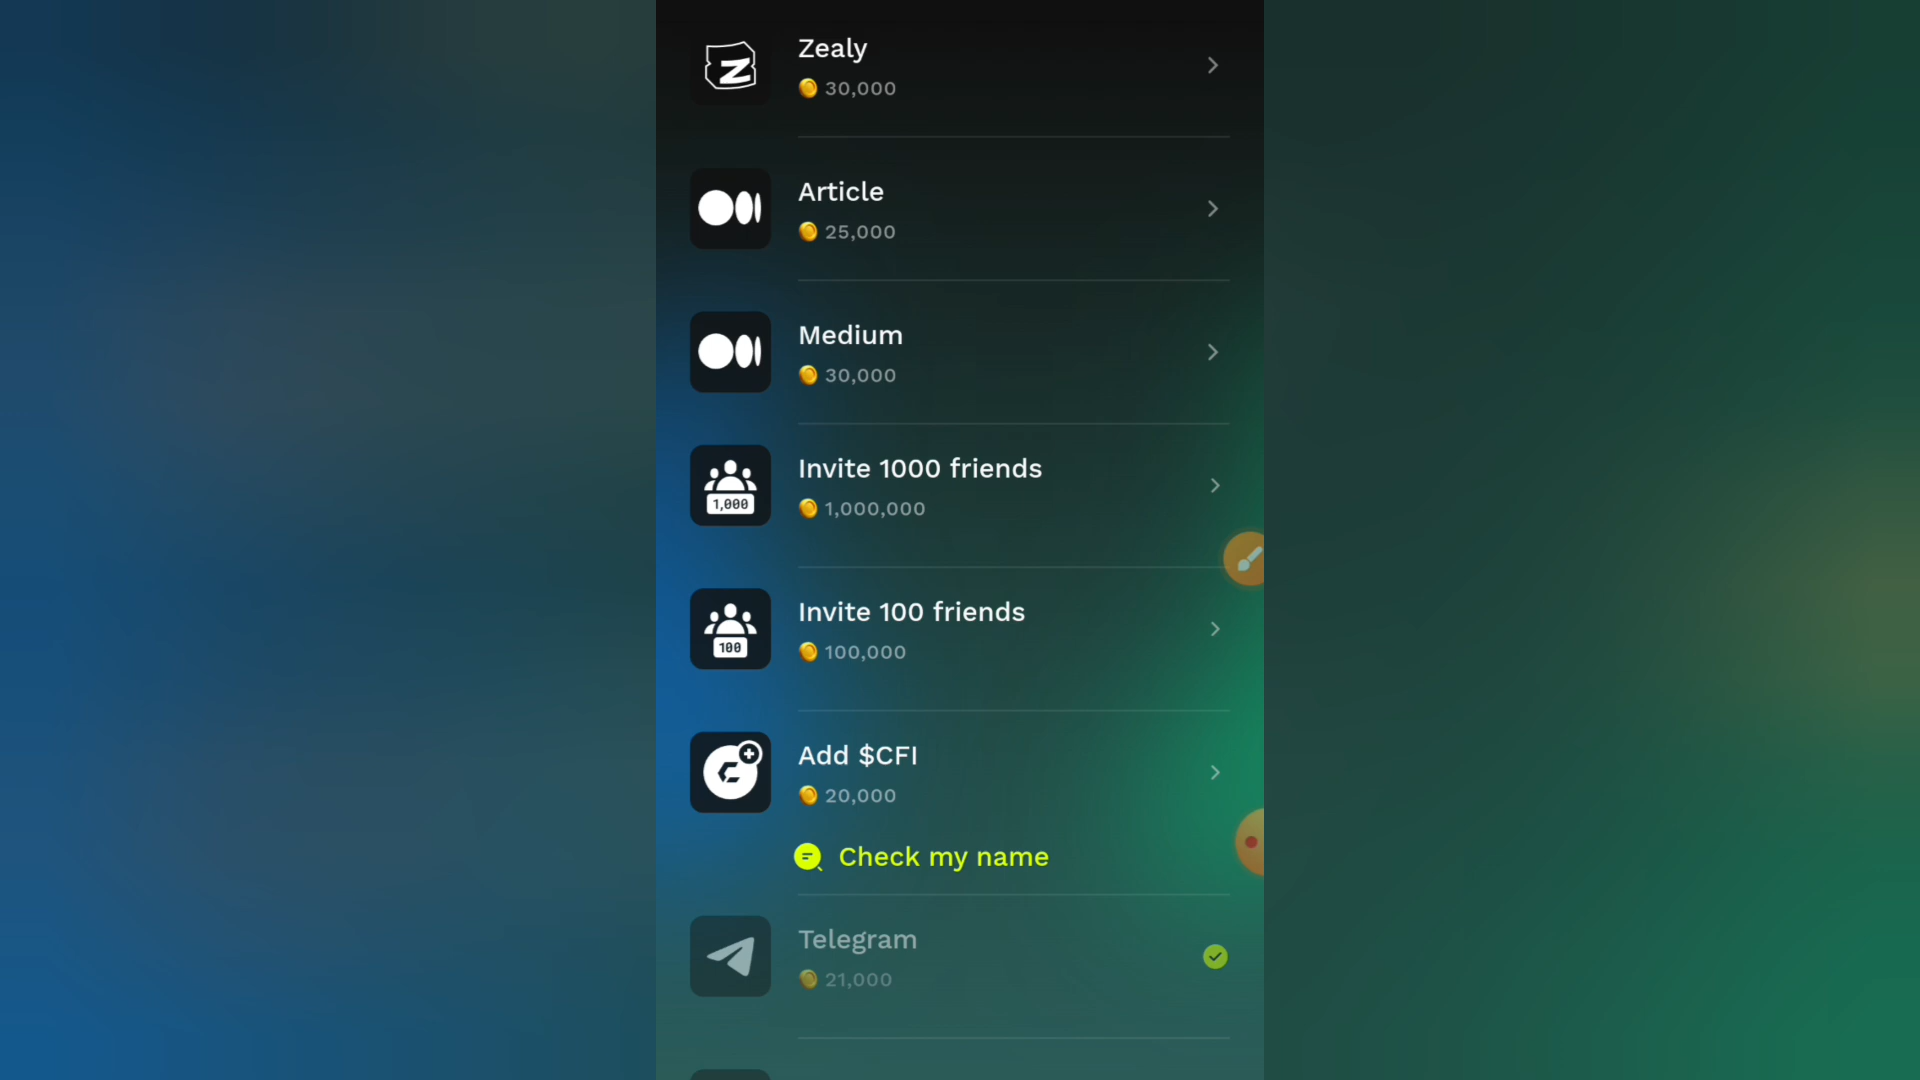 Zealy
30,000
Article
25,000
Medium
30,000
Invite 1000 friends
1,000
1,000,000
Invite 100 friends
100
100,000
Add $CFI
20,000
Check my name
Telegram
21,000